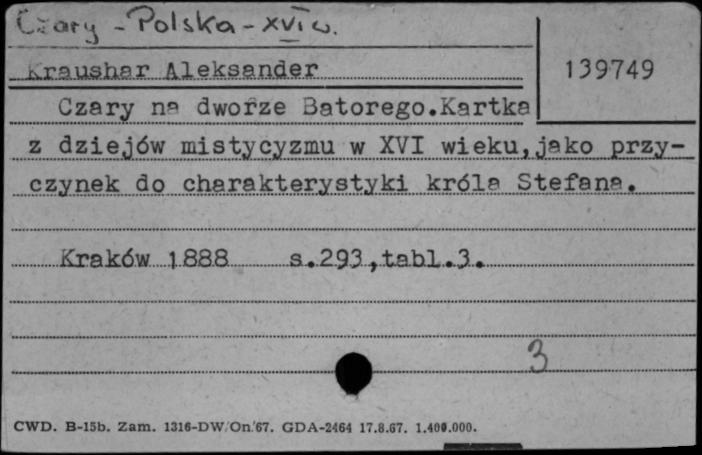 Czary - Polska - XVI w.
Kraushar Aleksander
139749
Czary na dworze Batorego.Kartka
z dziejów mistycyzmu w XVI wieku,jako przy-
czynek do charakterystyki króla Stefana.
Kraków 1888 s.293,tabl.3.
3
CWD. B-15b. Zam. 1316-DW/On/67. GDA-2464 17.8.67. 1.400.000.